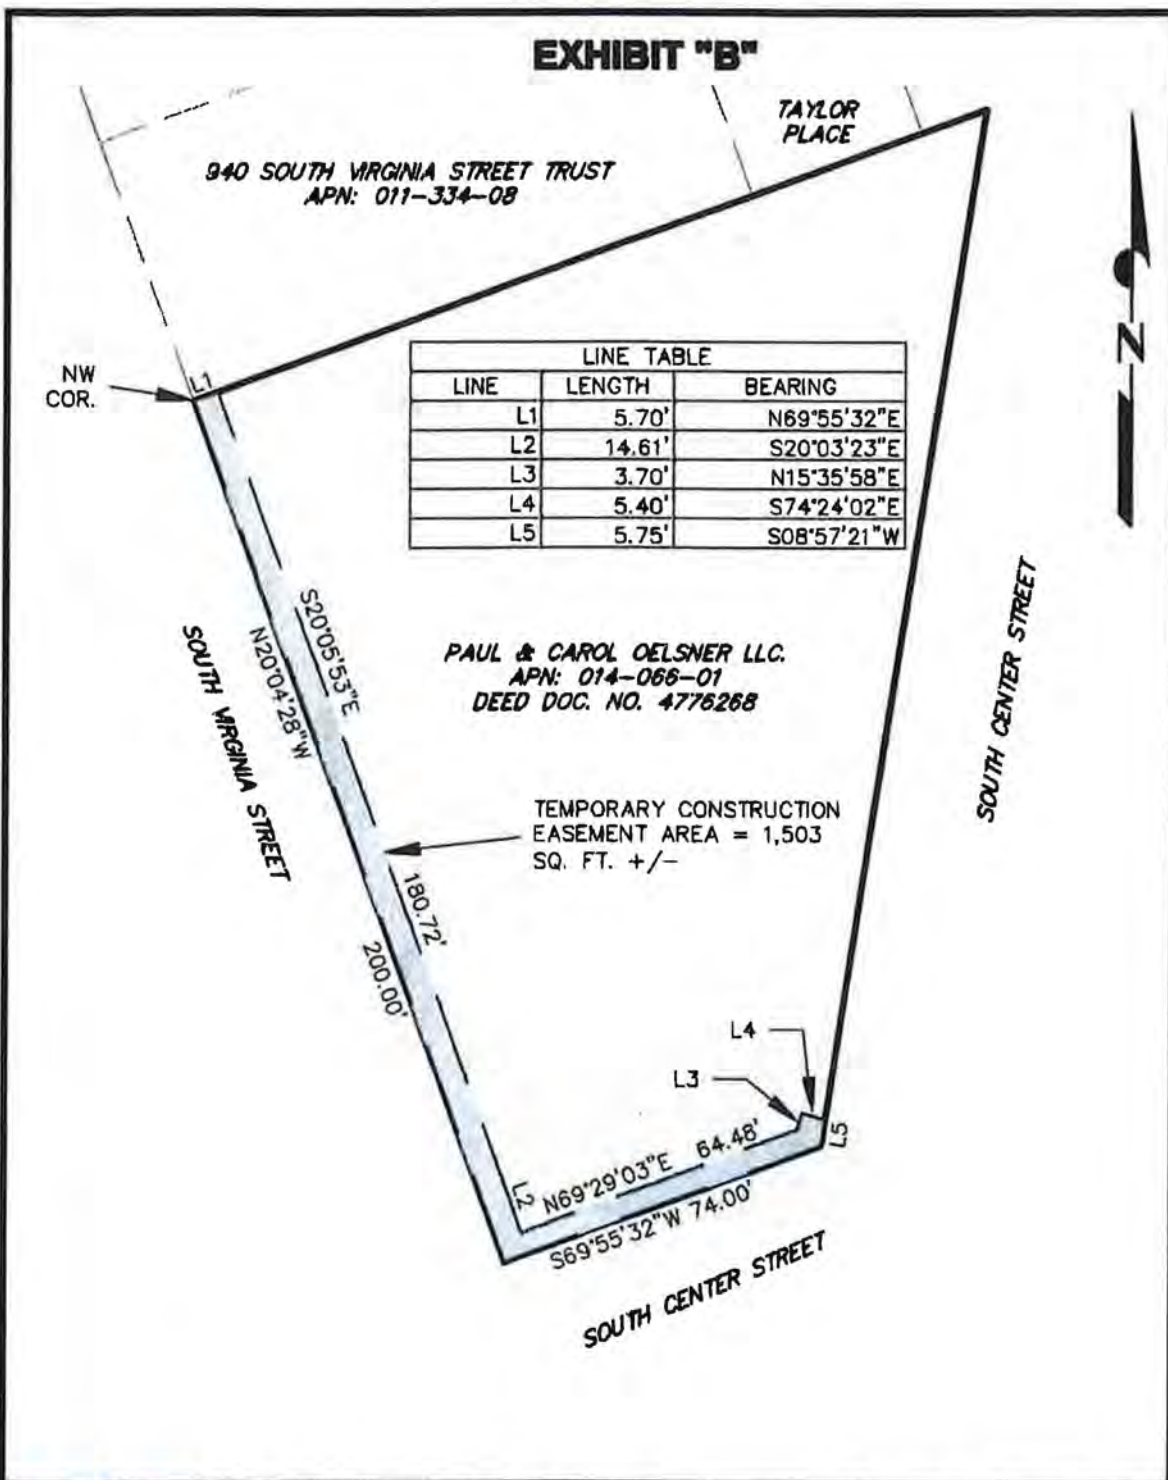 EXHIBIT "B"
TAYLOR
PLACE
940 SOUTH VIRGINIA STREET TRUST
APN: 011-334-08
N
NW
COR.
L1
LINE TABLE
LINE LENGTH BEARING
L1 5.70' N69°55'32"E
L2 14.61' S20°03'23"E
L3 3.70' N15°35'58"E
L4 5.40' S74°24'02"E
L5 5.75' S08°57'21"W
S20°05'53"E
N20°04'28"W
SOUTH VIRGINIA STREET
PAUL & CAROL OELSNER LLC.
APN: 014-066-01
DEED DOC. NO. 4776268
SOUTH CENTER STREET
TEMPORARY CONSTRUCTION
EASEMENT AREA = 1,503
SQ. FT. +/-
180.72'
200.00'
L4
L3
L5
L2
N69°29'03"E 64.48'
S69°55'32"W 74.00'
SOUTH CENTER STREET